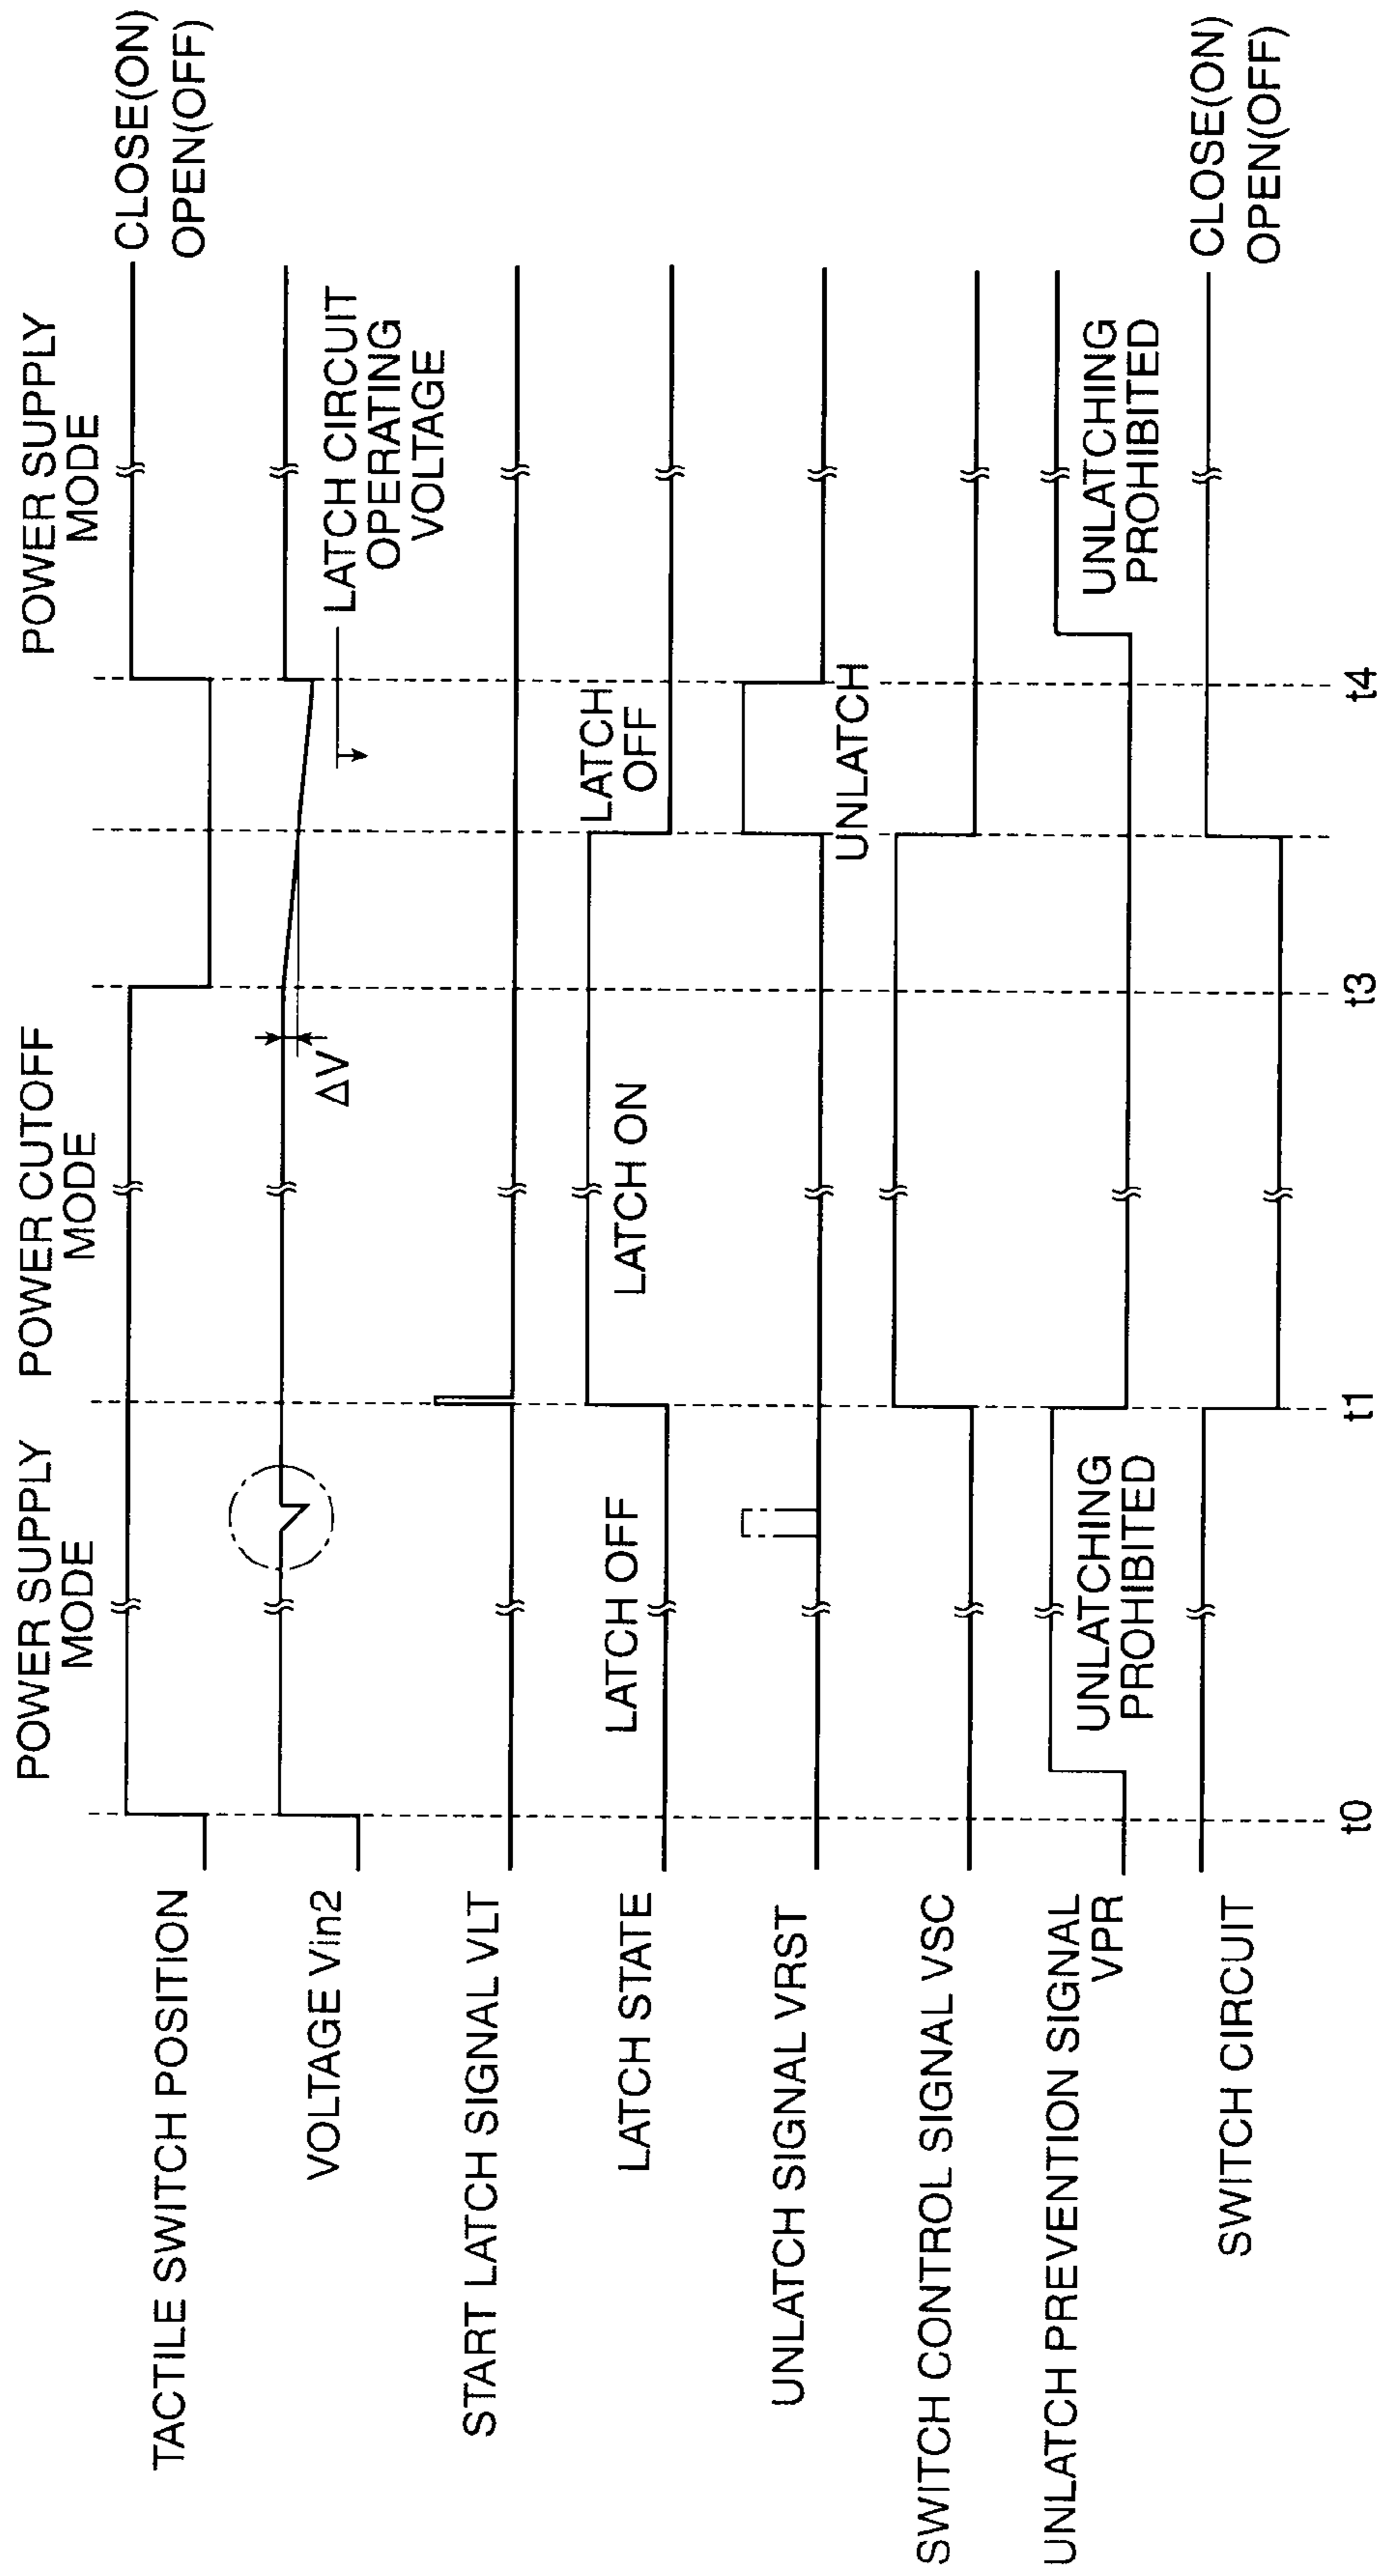 POWER SUPPLY
MODE
POWER CUTOFF
MODE
POWER SUPPLY
MODE
TACTILE SWITCH POSITION
CLOSE(ON)
OPEN(OFF)
VOLTAGE Vin2
ΔV
LATCH CIRCUIT
OPERATING
VOLTAGE
START LATCH SIGNAL VLT
LATCH STATE
LATCH OFF
LATCH ON
LATCH
OFF
UNLATCH SIGNAL VRST
UNLATCH
SWITCH CONTROL SIGNAL VSC
UNLATCH PREVENTION SIGNAL
VPR
UNLATCHING
PROHIBITED
UNLATCHING
PROHIBITED
SWITCH CIRCUIT
CLOSE(ON)
OPEN(OFF)
t0
t1
t3
t4